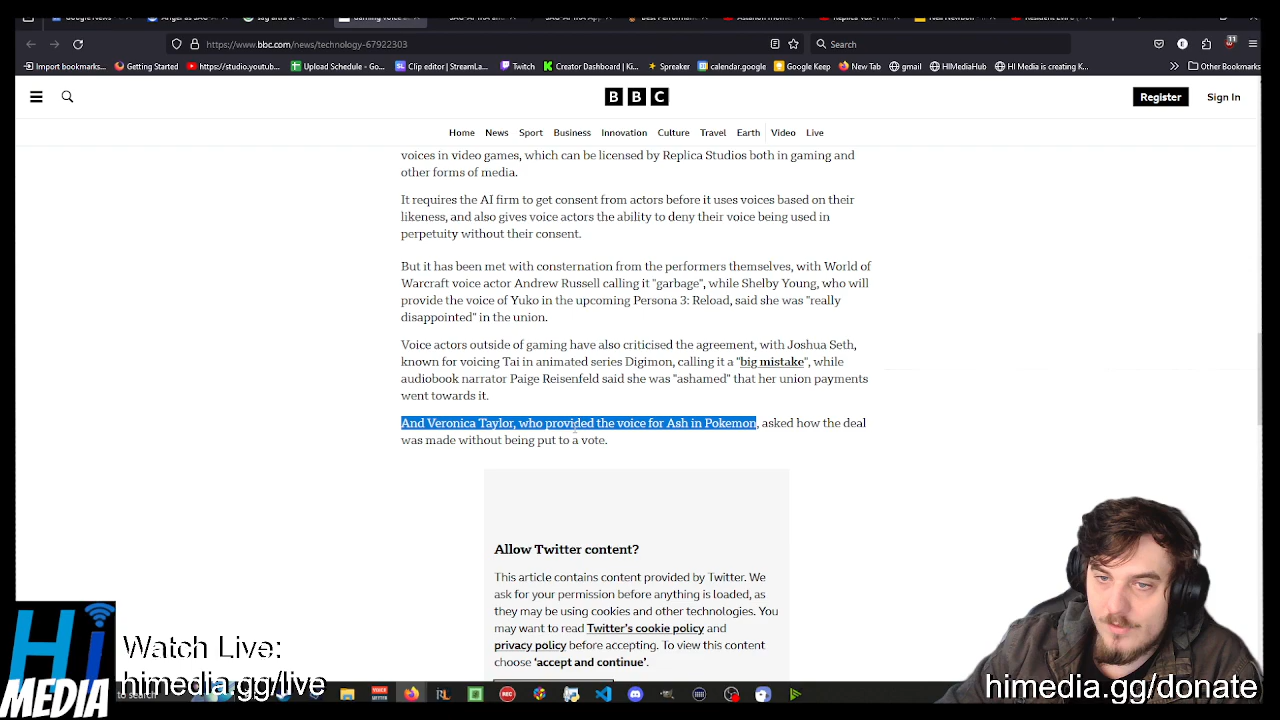 https://www.bbc.com/news/technology-67922303
Search
11
Import bookmarks...
Getting Started
https://studio.youtub...
Upload Schedule - Go...
Clip editor | StreamLa...
Twitch
Creator Dashboard | Ki...
Spreaker
calendar.google
Google Keep
New Tab
gmail
HIMediaHub
HI Media is creating K...
Other Bookmarks
BBC
Register
Sign In
Home
News
Sport
Business
Innovation
Culture
Travel
Earth
Video
Live
voices in video games, which can be licensed by Replica Studios both in gaming and
other forms of media.
It requires the AI firm to get consent from actors before it uses voices based on their
likeness, and also gives voice actors the ability to deny their voice being used in
perpetuity without their consent.
But it has been met with consternation from the performers themselves, with World of
Warcraft voice actor Andrew Russell calling it "garbage", while Shelby Young, who will
provide the voice of Yuko in the upcoming Persona 3: Reload, said she was "really
disappointed" in the union.
Voice actors outside of gaming have also criticised the agreement, with Joshua Seth,
known for voicing Tai in animated series Digimon, calling it a "big mistake", while
audiobook narrator Paige Reisenfeld said she was "ashamed" that her union payments
went towards it.
And Veronica Taylor, who provided the voice for Ash in Pokemon, asked how the deal
was made without being put to a vote.
Allow Twitter content?
This article contains content provided by Twitter. We
ask for your permission before anything is loaded, as
they may be using cookies and other technologies. You
may want to read Twitter's cookie policy and
privacy policy before accepting. To view this content
choose 'accept and continue'.
Hi
MEDIA
Watch Live:
himedia.gg/live
to search
himedia.gg/donate